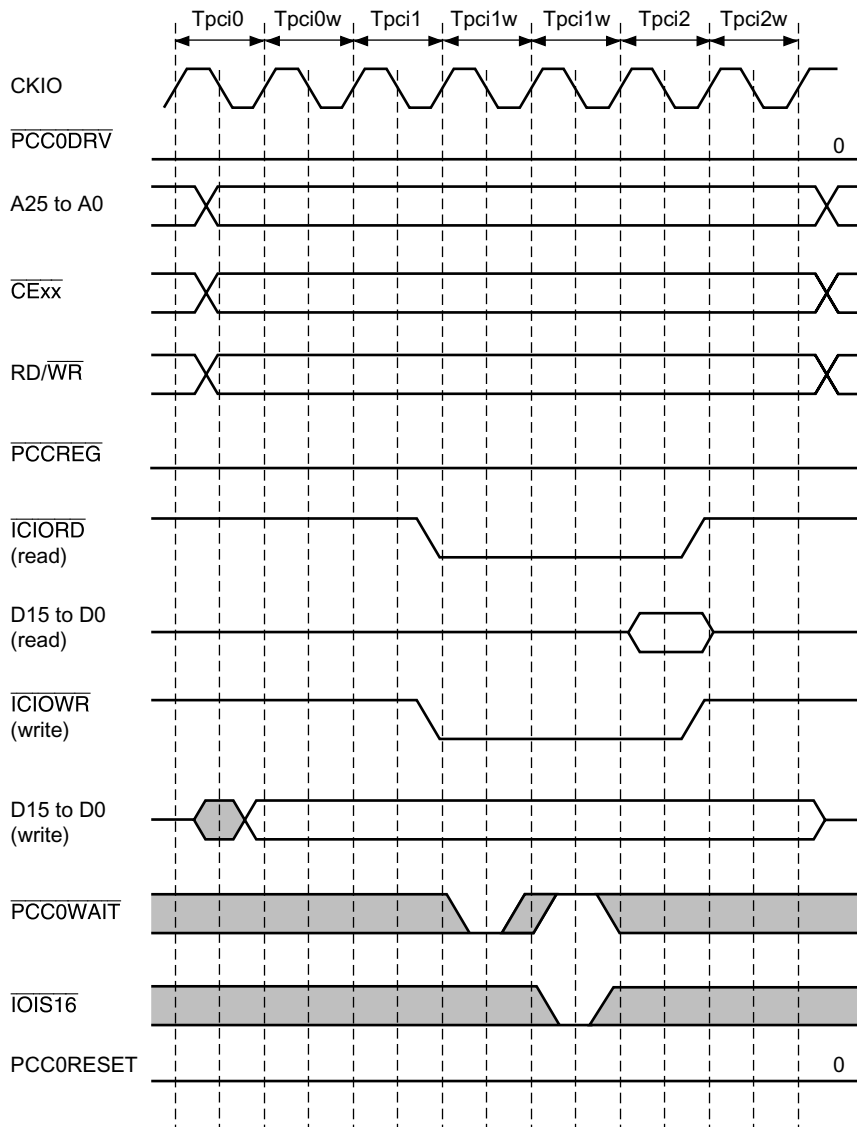 Tpci0 Tpci0w Tpci1 Tpci1w Tpci1w Tpci2 Tpci2w
CKIO
PCC0DRV 0
A25 to A0
CExx
RD/WR
PCCREG
ICIORD
(read)
D15 to D0
(read)
ICIOWR
(write)
D15 to D0
(write)
PCC0WAIT
IOIS16
PCC0RESET 0